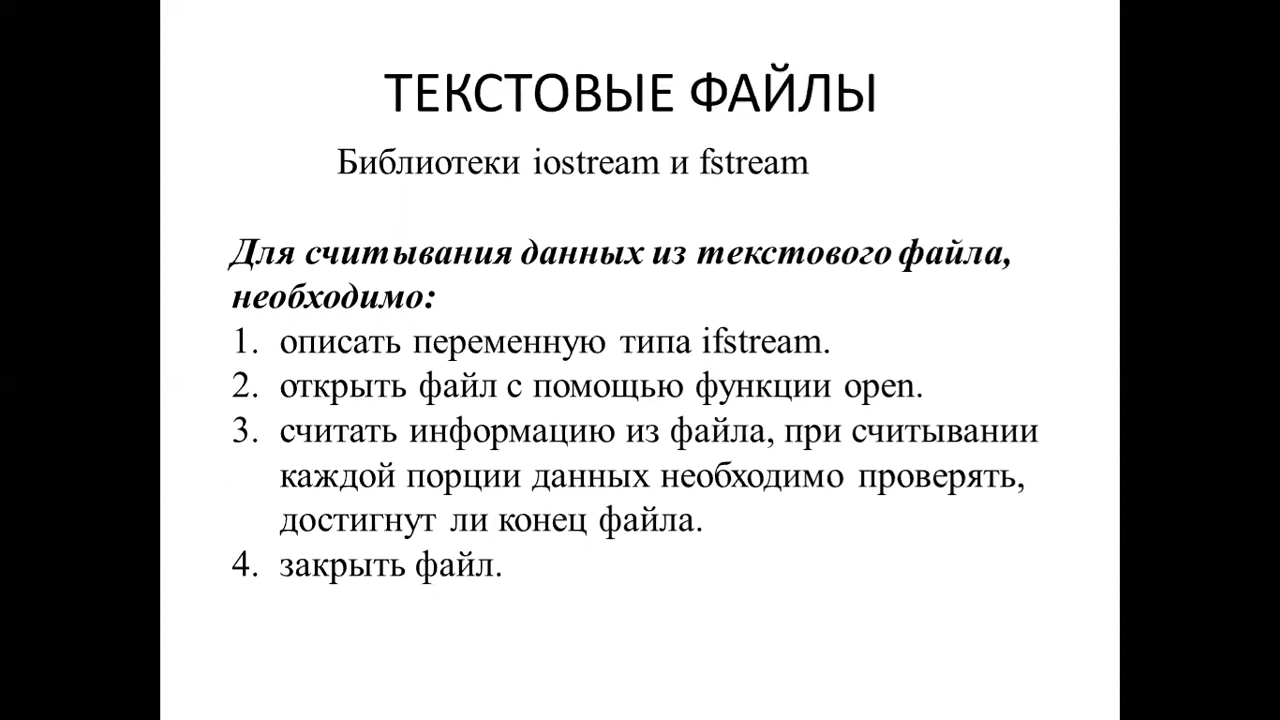 ТЕКСТОВЫЕ ФАЙЛЫ
Библиотеки iostream и fstream
Для считывания данных из текстового файла,
необходимо:
1. описать переменную типа ifstream.
2. открыть файл с помощью функции open.
3. считать информацию из файла, при считывании
каждой порции данных необходимо проверять,
достигнут ли конец файла.
4. закрыть файл.